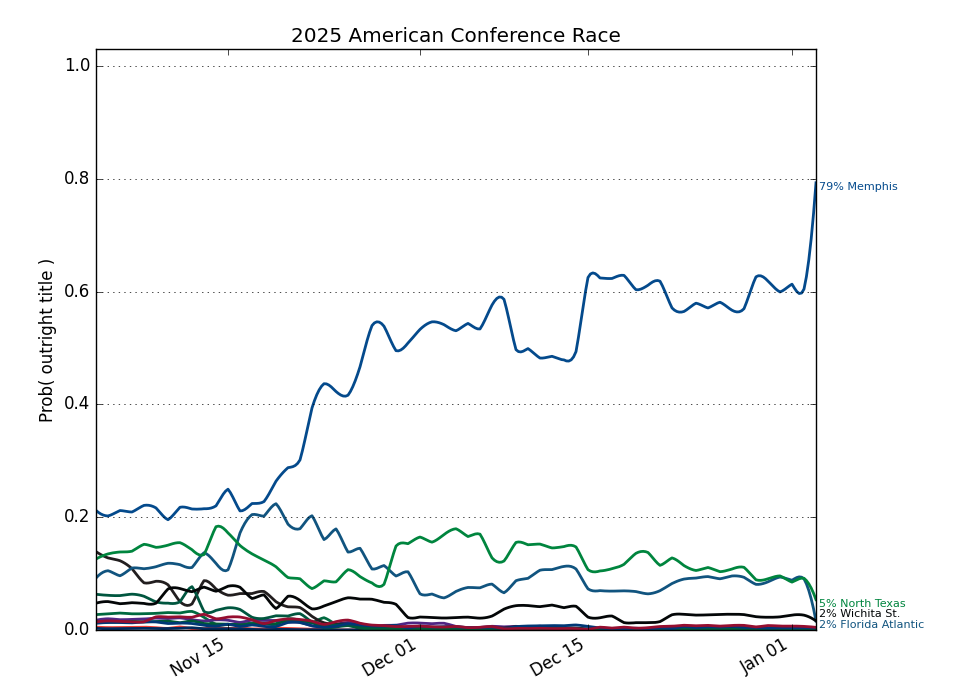 2025 American Conference Race
Prob( outright title )
1.0
0.8
0.6
0.4
0.2
0.0
Nov 15
Dec 01
Dec 15
Jan 01
79% Memphis
5% North Texas
2% Wichita St.
2% Florida Atlantic